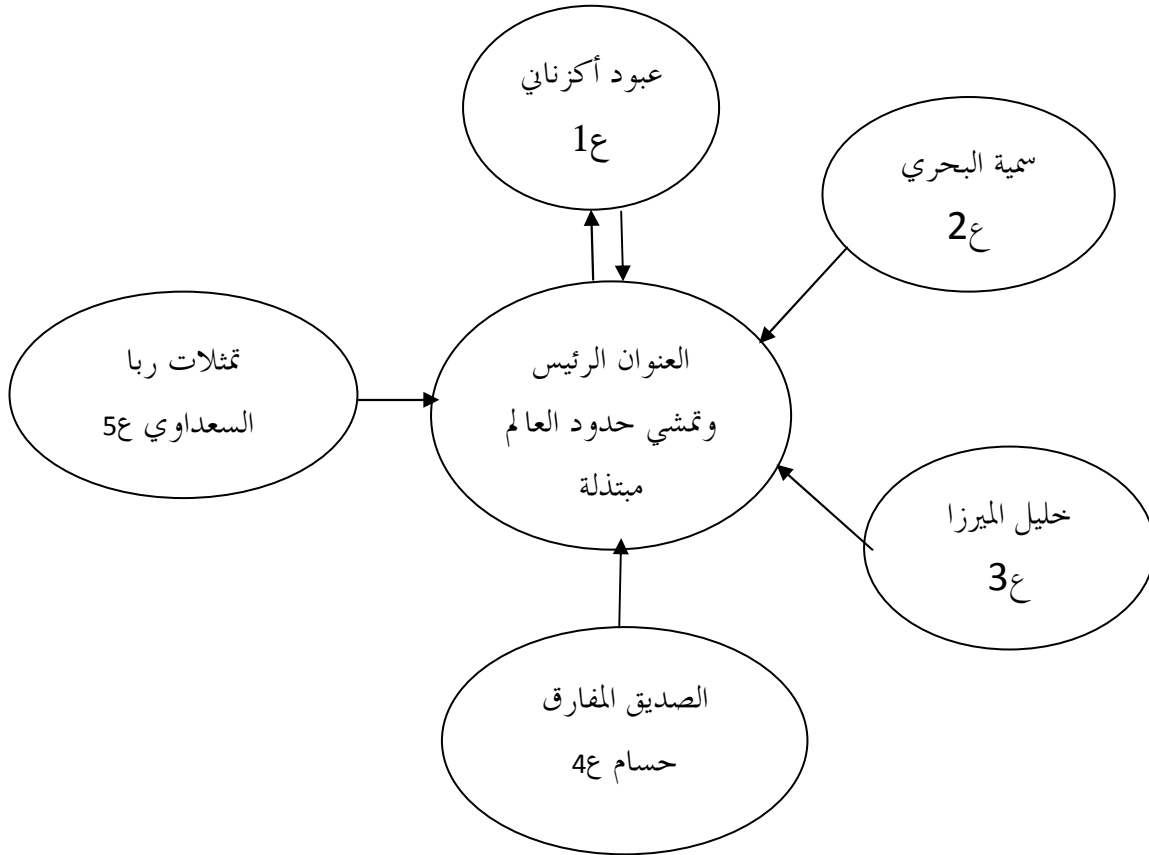 عبود أكزناني
ع1
سمية البحري
ع2
العنوان الرئيس
وتمشي حدود العالم
مبتذلة
تمثلات ربا
السعداوي ع5
خليل الميرزا
ع3
الصديق المفارق
حسام ع4